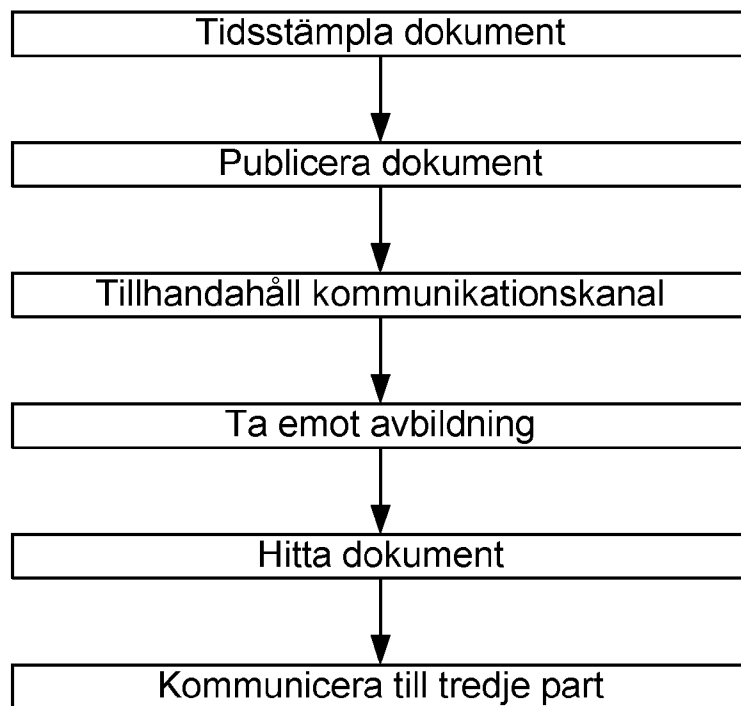 Tidsstämpla dokument
Publicera dokument
Tillhandahåll kommunikationskanal
Ta emot avbildning
Hitta dokument
Kommunicera till tredje part